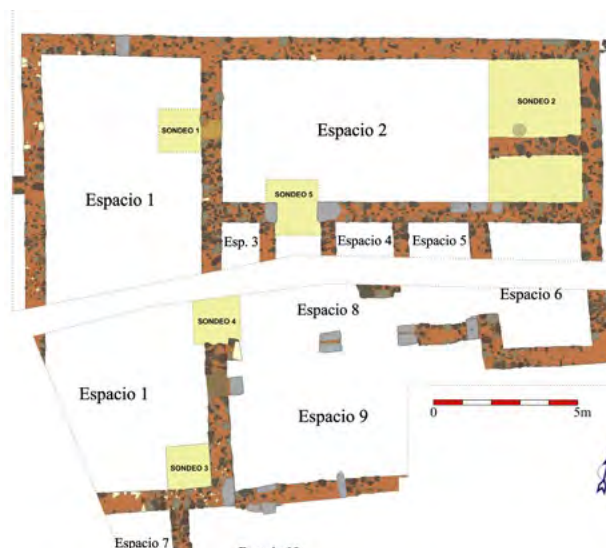 SONDEO 2
SONDEO 1
Espacio 2
SONDEO 5
Espacio 1
Esp. 3
Espacio 4
Espacio 5
Espacio 6
Espacio 8
SONDEO 4
Espacio 1
Espacio 9
0
5m
SONDEO 3
Espacio 7